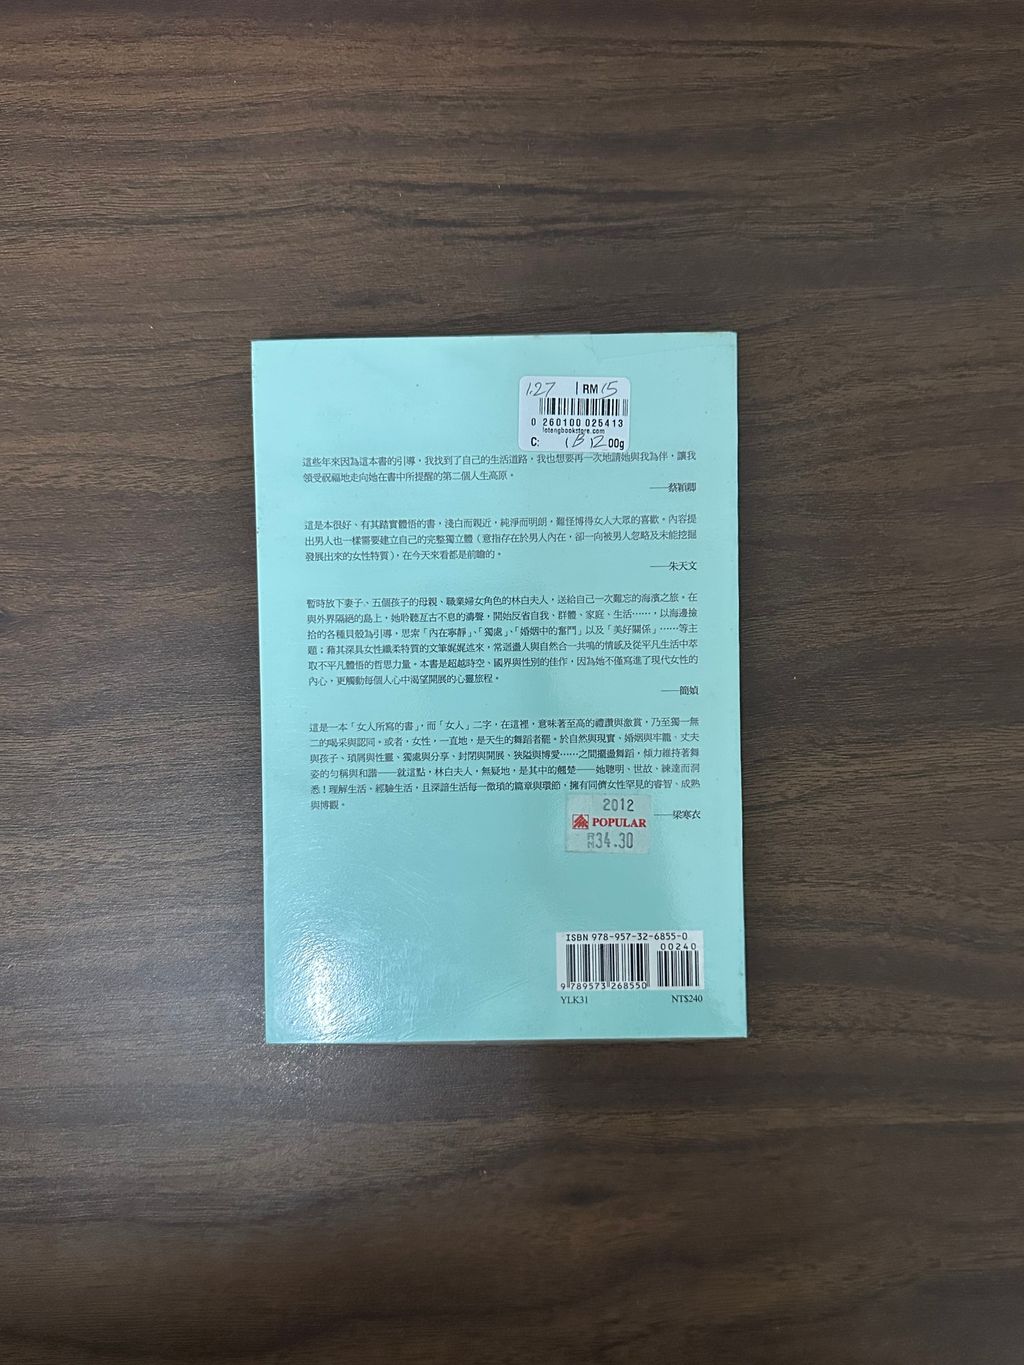 1.27 1 RM 15
0 260100 025413
lotengbookstore.com
C: (B) 200g
這些年來因為這本書的引導，我找到了自己的生活道路，我也想要再一次地請她與我為伴，讓我
領受祝福地走向她在書中所提醒的第二個人生高原。
——蔡穎卿
這是本很好、有其踏實體悟的書，淺白而親近，純淨而明朗。難怪博得女人大眾的喜歡。內容提
出男人也一樣需要建立自己的完整獨立體（意指存在於男人內在，卻一向被男人忽略及未能挖掘
發展出來的女性特質），在今天來看都是前瞻的。
——朱天文
暫時放下妻子、五個孩子的母親、職業婦女角色的林白夫人，送給自己一次難忘的海濱之旅。在
與外界隔絕的島上，她聆聽亙古不息的濤聲，開始反省自我、群體、家庭、生活……，以海邊撿
拾的各種貝殼為引導，思索「內在寧靜」、「獨處」、「婚姻中的奮鬥」以及「美好關係」……等主
題；藉其深具女性纖柔特質的文筆娓娓述來，常迴盪人與自然合一共鳴的情感及從平凡生活中萃
取不平凡體悟的哲思力量。本書是超越時空、國界與性別的佳作，因為她不僅寫進了現代女性的
內心，更觸動每個人心中渴望開展的心靈旅程。
——簡媜
這是一本「女人所寫的書」，而「女人」二字，在這裡，意味著至高的禮讚與激賞，乃至獨一無
二的喝采與認同。或者，女性，一直地，是天生的舞蹈者罷。於自然與現實、婚姻與牢籠、丈夫
與孩子、瑣屑與性靈、獨處與分享、封閉與開展、狹隘與博愛……之間擺盪舞蹈，傾力維持著舞
姿的勻稱與和諧——就這點，林白夫人，無疑地，是其中的翹楚——她聰明、世故、練達而洞
悉！理解生活、經驗生活，且深諳生活每一微瑣的篇章與環節，擁有同儕女性罕見的睿智、成熟
與博觀。
——梁寒衣
2012
POPULAR
RM34.30
ISBN 978-957-32-6855-0
00240
9 789573 268550
YLK31 NT$240